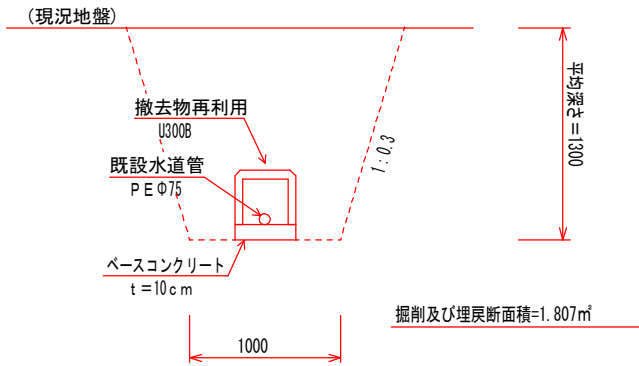 (現況地盤)
撤去物再利用
U300B
既設水道管
PEΦ75
ベースコンクリート
t=10cm
1:0.3
平均深さ=1300
1000
掘削及び埋戻断面積=1.807㎡